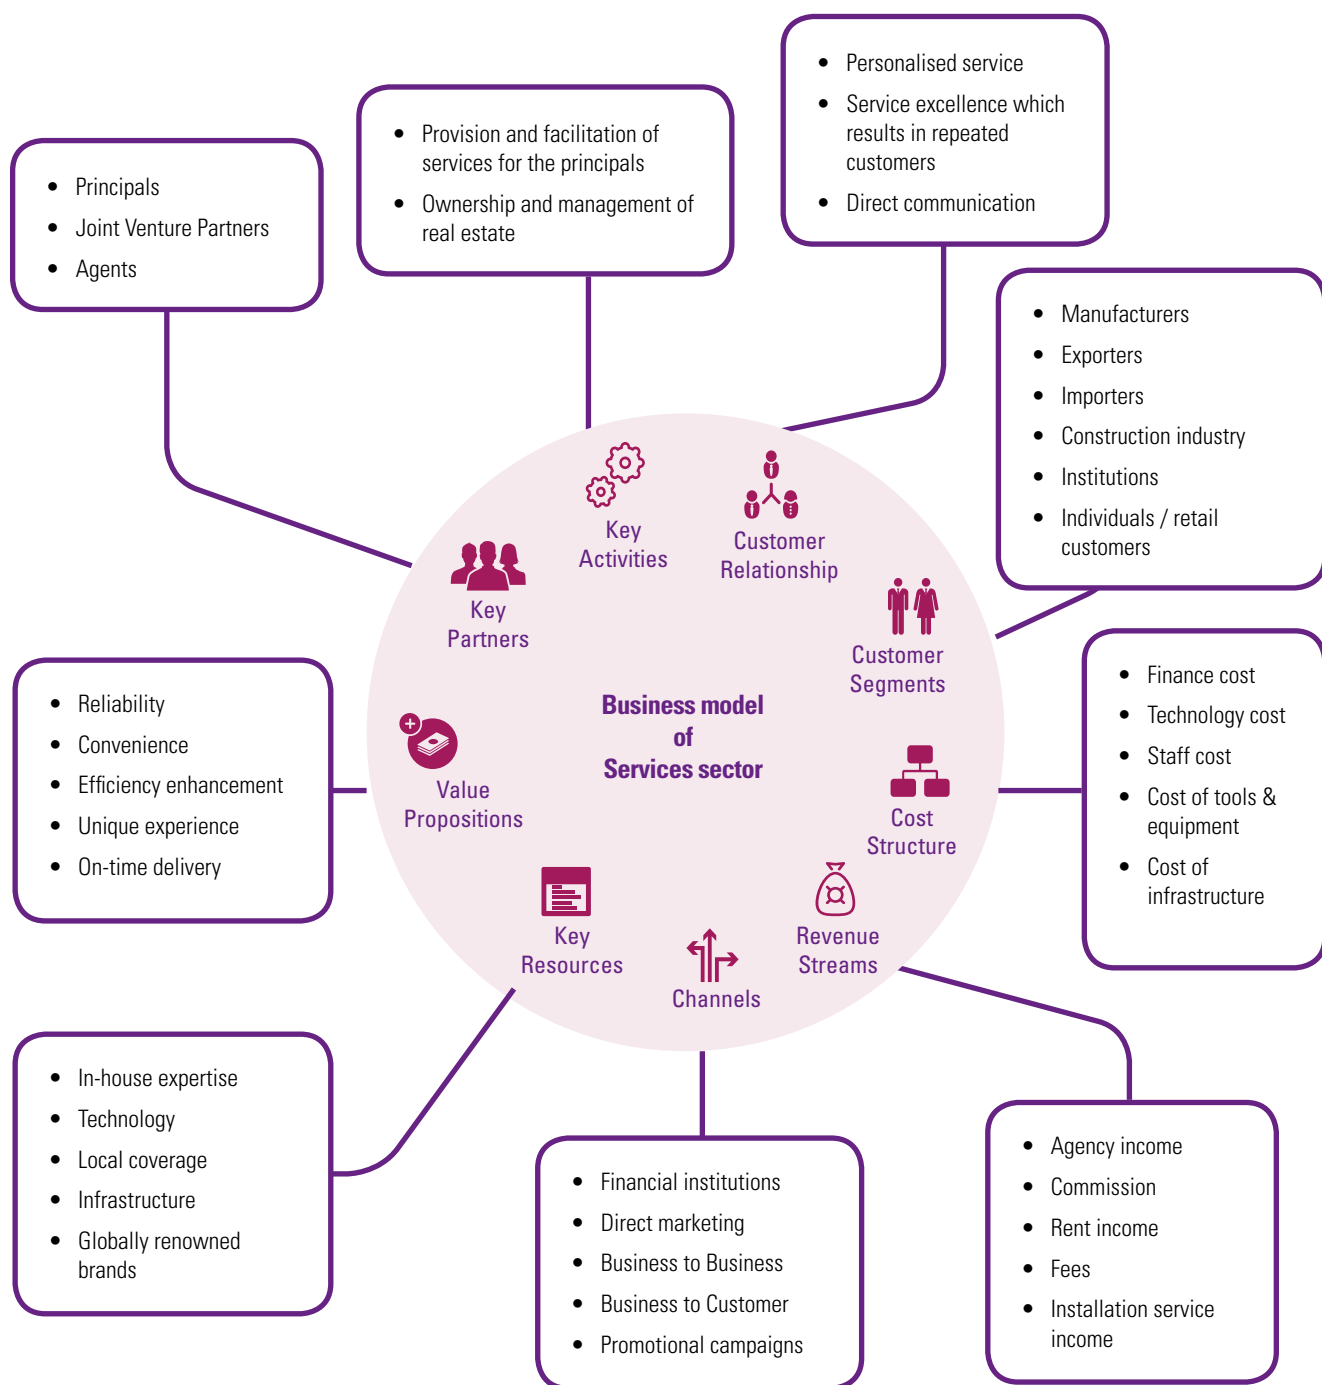 • Personalised service
• Service excellence which
results in repeated
customers
• Direct communication
• Provision and facilitation of
services for the principals
• Ownership and management of
real estate
• Principals
• Joint Venture Partners
• Agents
• Manufacturers
• Exporters
• Importers
• Construction industry
• Institutions
• Individuals / retail
customers
Key
Activities
Customer
Relationship
Key
Partners
Customer
Segments
Business model
of
Services sector
Value
Propositions
Cost
Structure
Key
Resources
Revenue
Streams
Channels
• Reliability
• Convenience
• Efficiency enhancement
• Unique experience
• On-time delivery
• Finance cost
• Technology cost
• Staff cost
• Cost of tools &
equipment
• Cost of
infrastructure
• In-house expertise
• Technology
• Local coverage
• Infrastructure
• Globally renowned
brands
• Financial institutions
• Direct marketing
• Business to Business
• Business to Customer
• Promotional campaigns
• Agency income
• Commission
• Rent income
• Fees
• Installation service
income